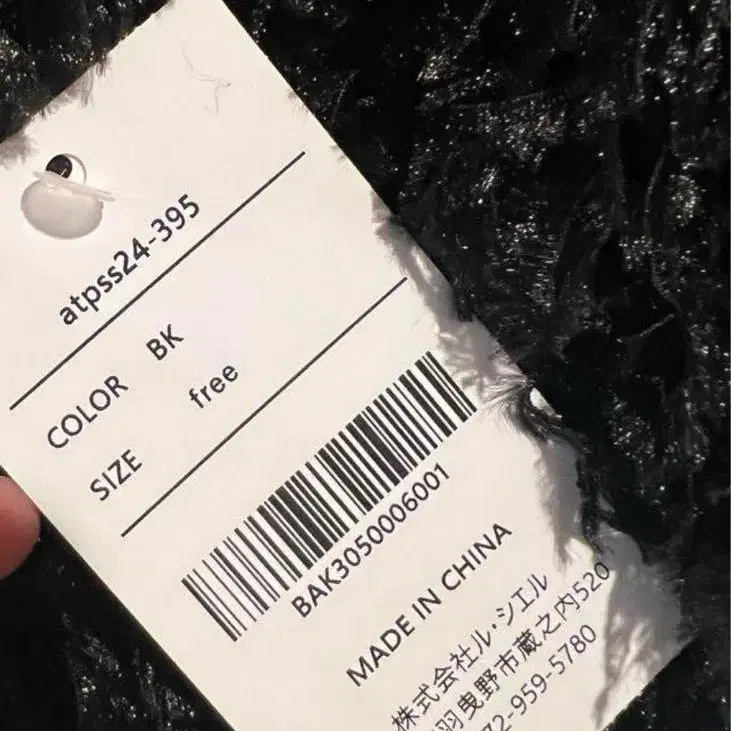 atpss24-395
COLOR BK
SIZE free
BAK3050006001
MADE IN CHINA
株式会社ル・シエル
羽曳野市蔵之内520
72-959-5780